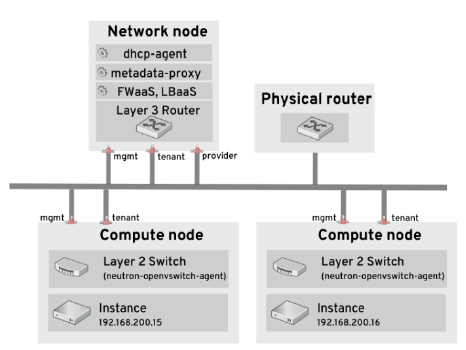 Network node
dhcp-agent
metadata-proxy
FWaaS, LBaaS
Layer 3 Router
Physical router
mgmt
tenant
provider
mgmt
tenant
mgmt
tenant
Compute node
Layer 2 Switch
(neutron-openvswitch-agent)
Instance
192.168.200.15
Compute node
Layer 2 Switch
(neutron-openvswitch-agent)
Instance
192.168.200.16